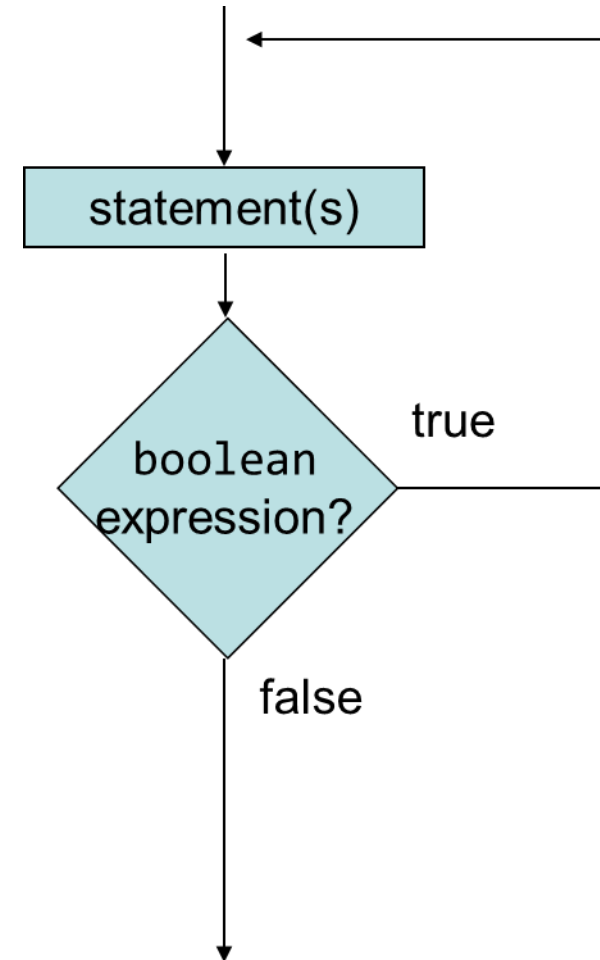 statement(s)
true
boolean
expression?
false